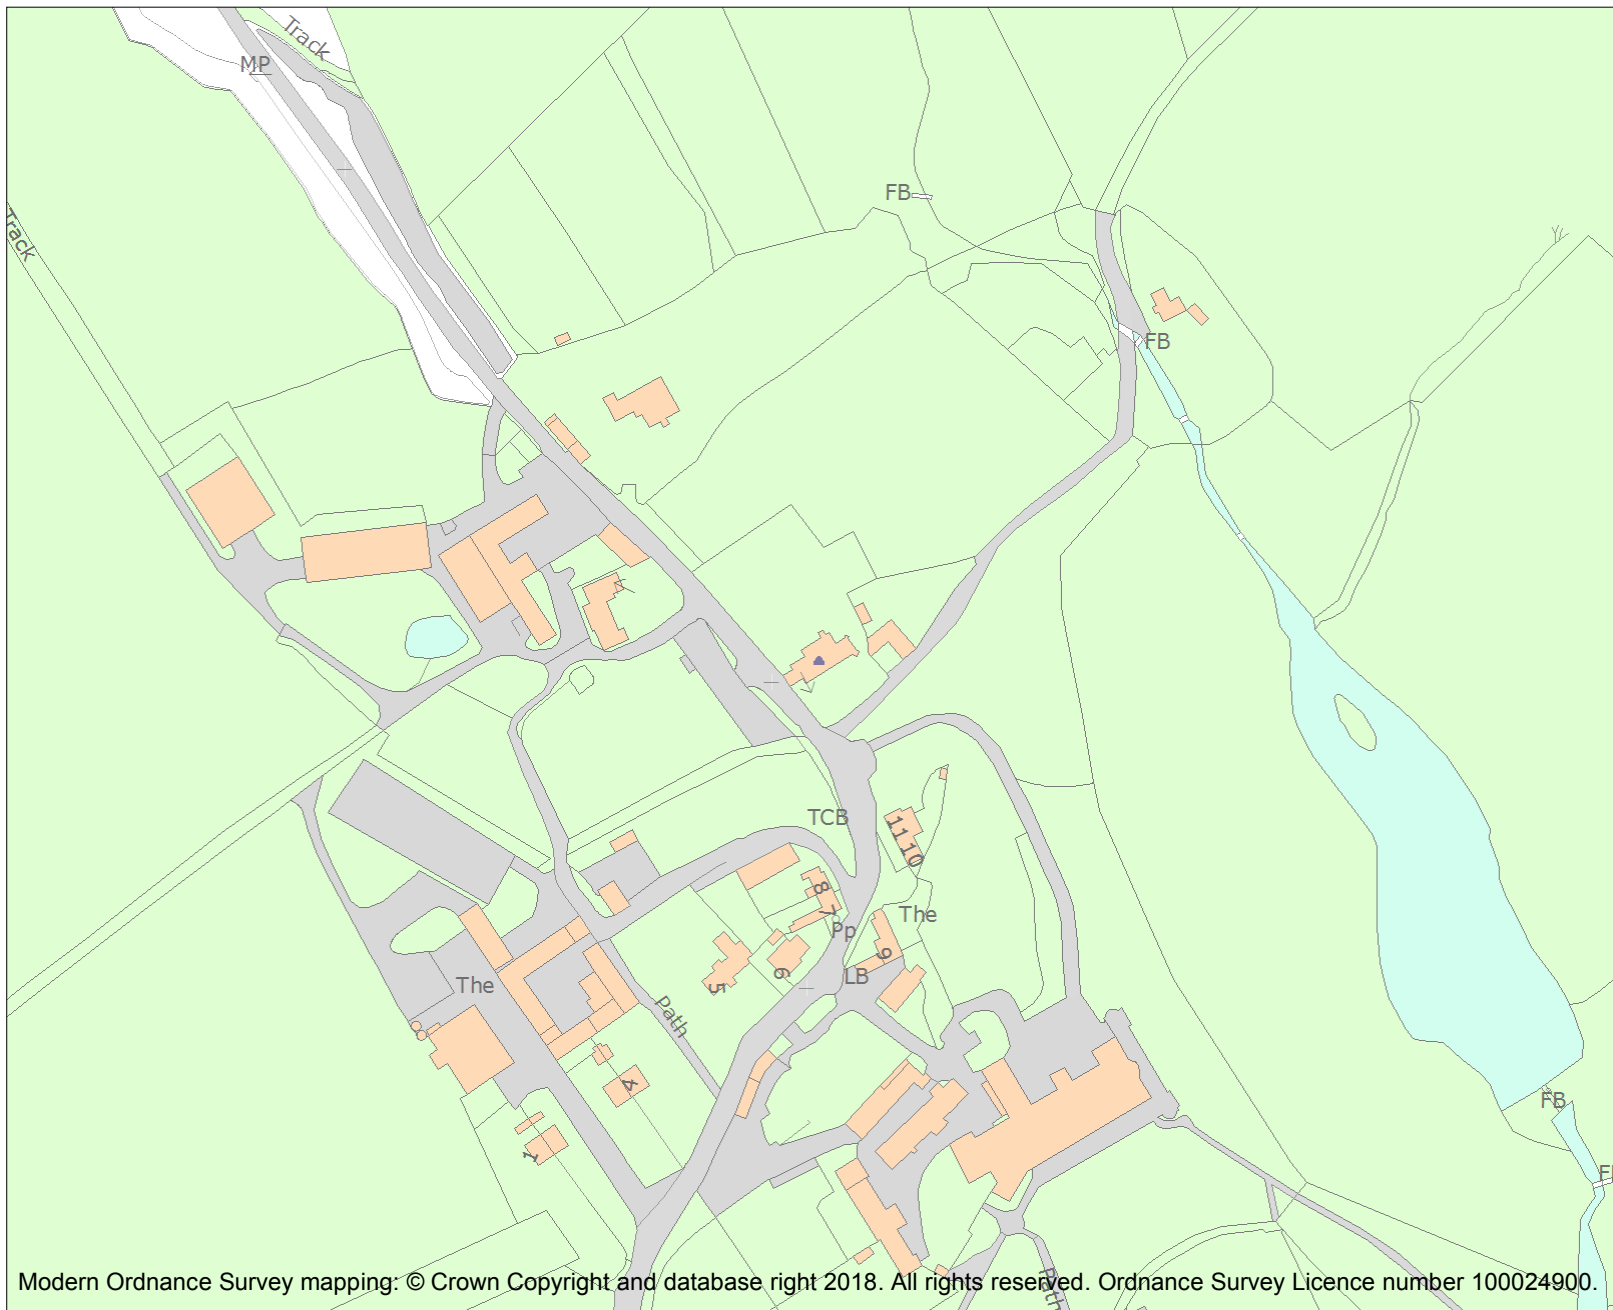 Track
MP
Track
FB
FB
TCB
11
10
8
7
The
Pp
9
LB
6
5
The
Path
4
1
FB
Path
Modern Ordnance Survey mapping: © Crown Copyright and database right 2018. All rights reserved. Ordnance Survey Licence number 100024900.